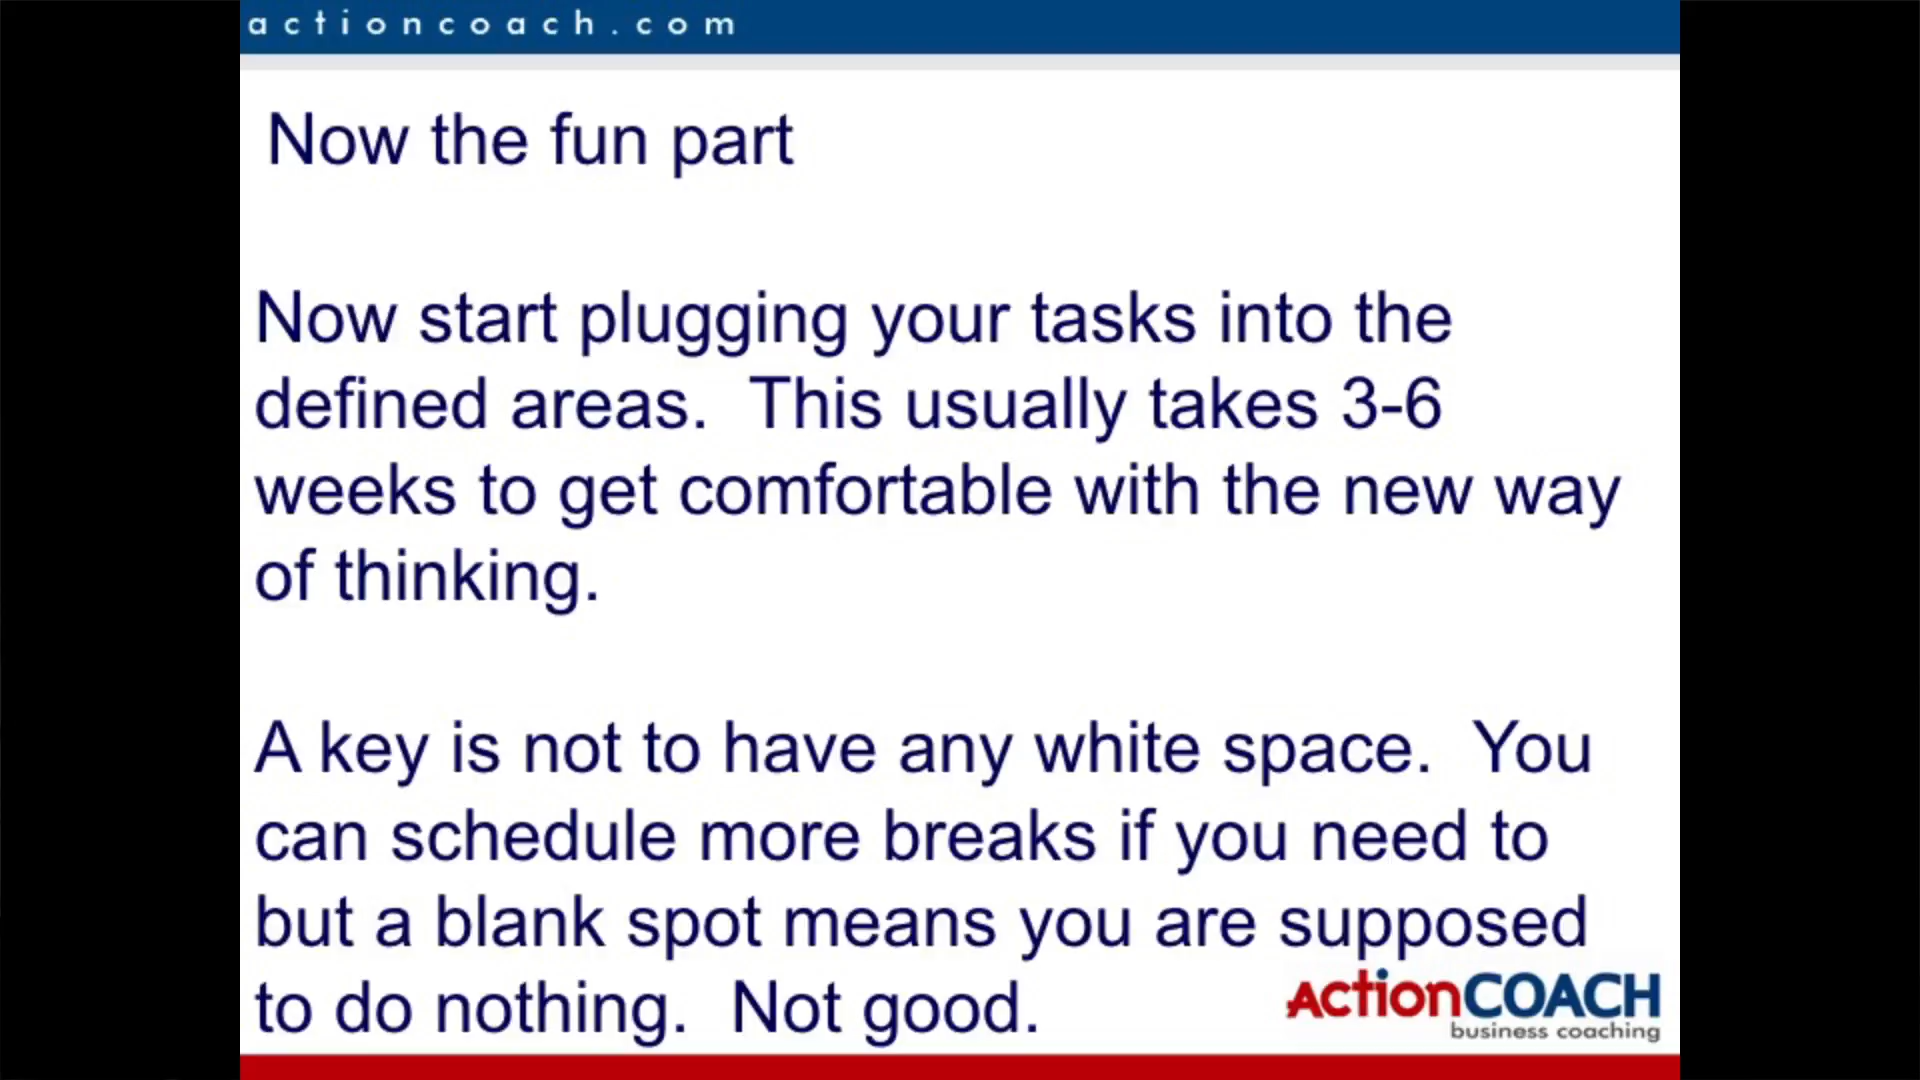 actioncoach.com
Now the fun part
Now start plugging your tasks into the
defined areas.  This usually takes 3-6
weeks to get comfortable with the new way
of thinking.
A key is not to have any white space.  You
can schedule more breaks if you need to
but a blank spot means you are supposed
to do nothing.  Not good.
ActionCOACH
business coaching